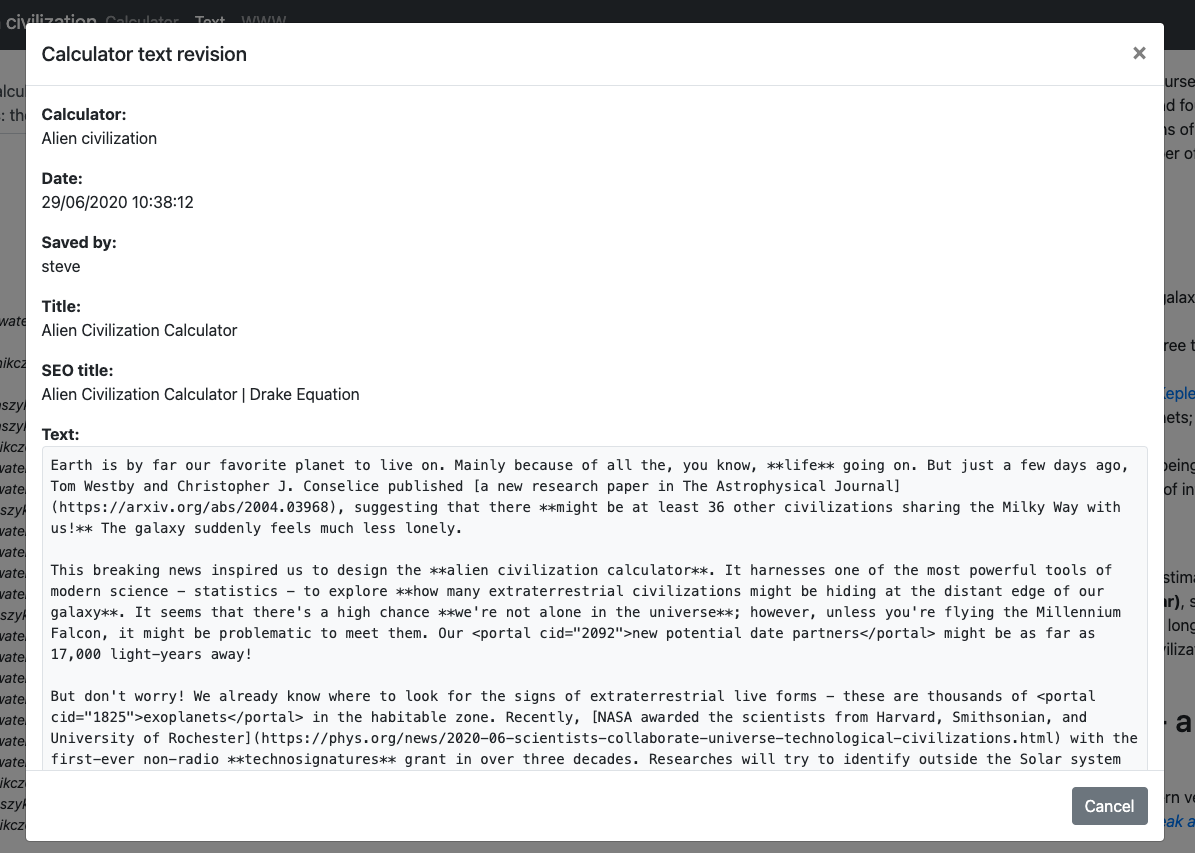 civilization Calculator Text WWW
Calculator text revision
×
Calculator:
Alien civilization
Date:
29/06/2020 10:38:12
Saved by:
steve
Title:
Alien Civilization Calculator
SEO title:
Alien Civilization Calculator | Drake Equation
Text:
Earth is by far our favorite planet to live on. Mainly because of all the, you know, **life** going on. But just a few days ago,
Tom Westby and Christopher J. Conselice published [a new research paper in The Astrophysical Journal]
(https://arxiv.org/abs/2004.03968), suggesting that there **might be at least 36 other civilizations sharing the Milky Way with
us!** The galaxy suddenly feels much less lonely.
This breaking news inspired us to design the **alien civilization calculator**. It harnesses one of the most powerful tools of
modern science – statistics – to explore **how many extraterrestrial civilizations might be hiding at the distant edge of our
galaxy**. It seems that there's a high chance **we're not alone in the universe**; however, unless you're flying the Millennium
Falcon, it might be problematic to meet them. Our <portal cid="2092">new potential date partners</portal> might be as far as
17,000 light-years away!
But don't worry! We already know where to look for the signs of extraterrestrial live forms – these are thousands of <portal
cid="1825">exoplanets</portal> in the habitable zone. Recently, [NASA awarded the scientists from Harvard, Smithsonian, and
University of Rochester](https://phys.org/news/2020-06-scientists-collaborate-universe-technological-civilizations.html) with the
first-ever non-radio **technosignatures** grant in over three decades. Researches will try to identify outside the Solar system
Cancel